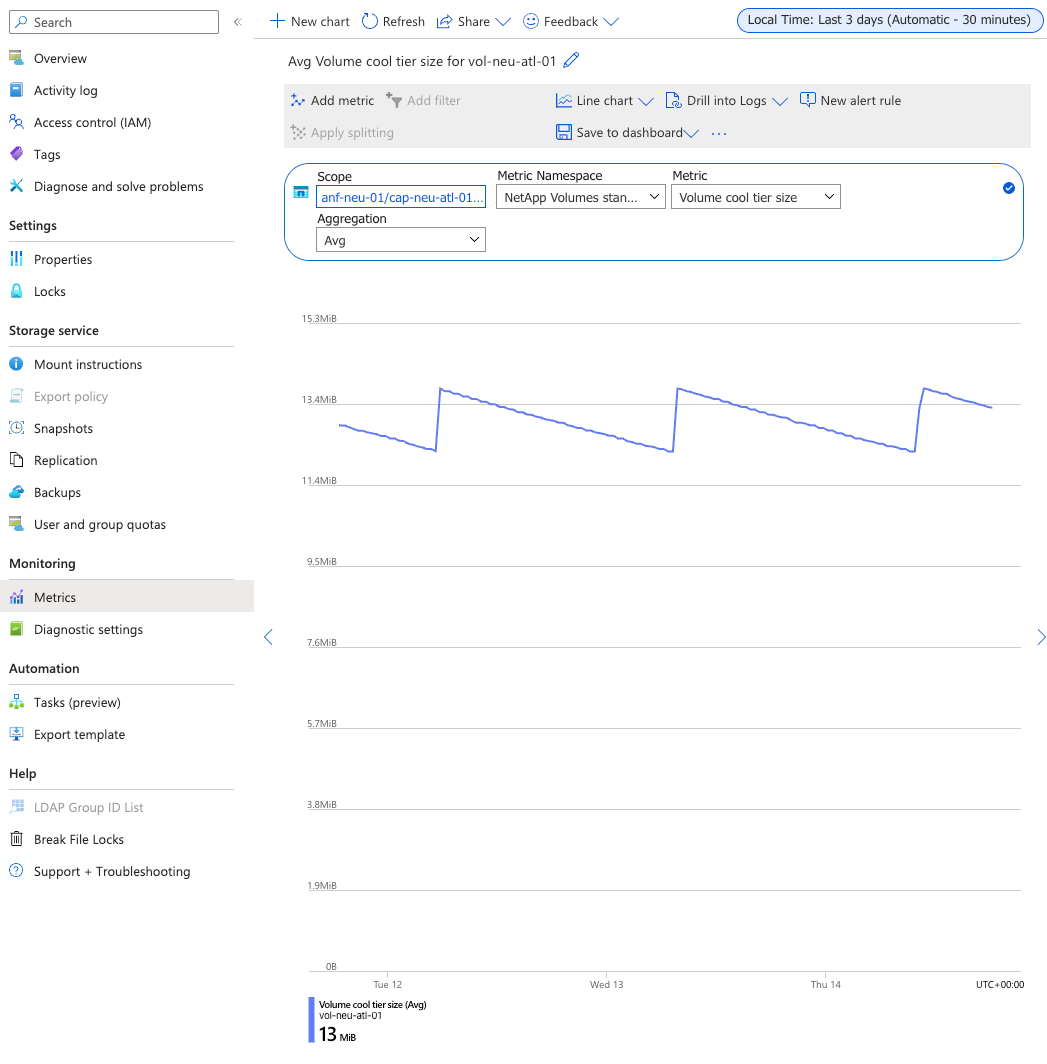 Search
«
Overview
Activity log
Access control (IAM)
Tags
Diagnose and solve problems
Settings
Properties
Locks
Storage service
Mount instructions
Export policy
Snapshots
Replication
Backups
User and group quotas
Monitoring
Metrics
Diagnostic settings
Automation
Tasks (preview)
Export template
Help
LDAP Group ID List
Break File Locks
Support + Troubleshooting
New chart Refresh Share Feedback Local Time: Last 3 days (Automatic - 30 minutes)
Avg Volume cool tier size for vol-neu-atl-01
Add metric Add filter Line chart Drill into Logs New alert rule
Apply splitting Save to dashboard ...
Scope Metric Namespace Metric
anf-neu-01/cap-neu-atl-01... NetApp Volumes stan... Volume cool tier size
Aggregation
Avg
15.3MiB
13.4MiB
11.4MiB
9.5MiB
7.6MiB
5.7MiB
3.8MiB
1.9MiB
0B
Tue 12 Wed 13 Thu 14 UTC+00:00
Volume cool tier size (Avg)
vol-neu-atl-01
13 MiB